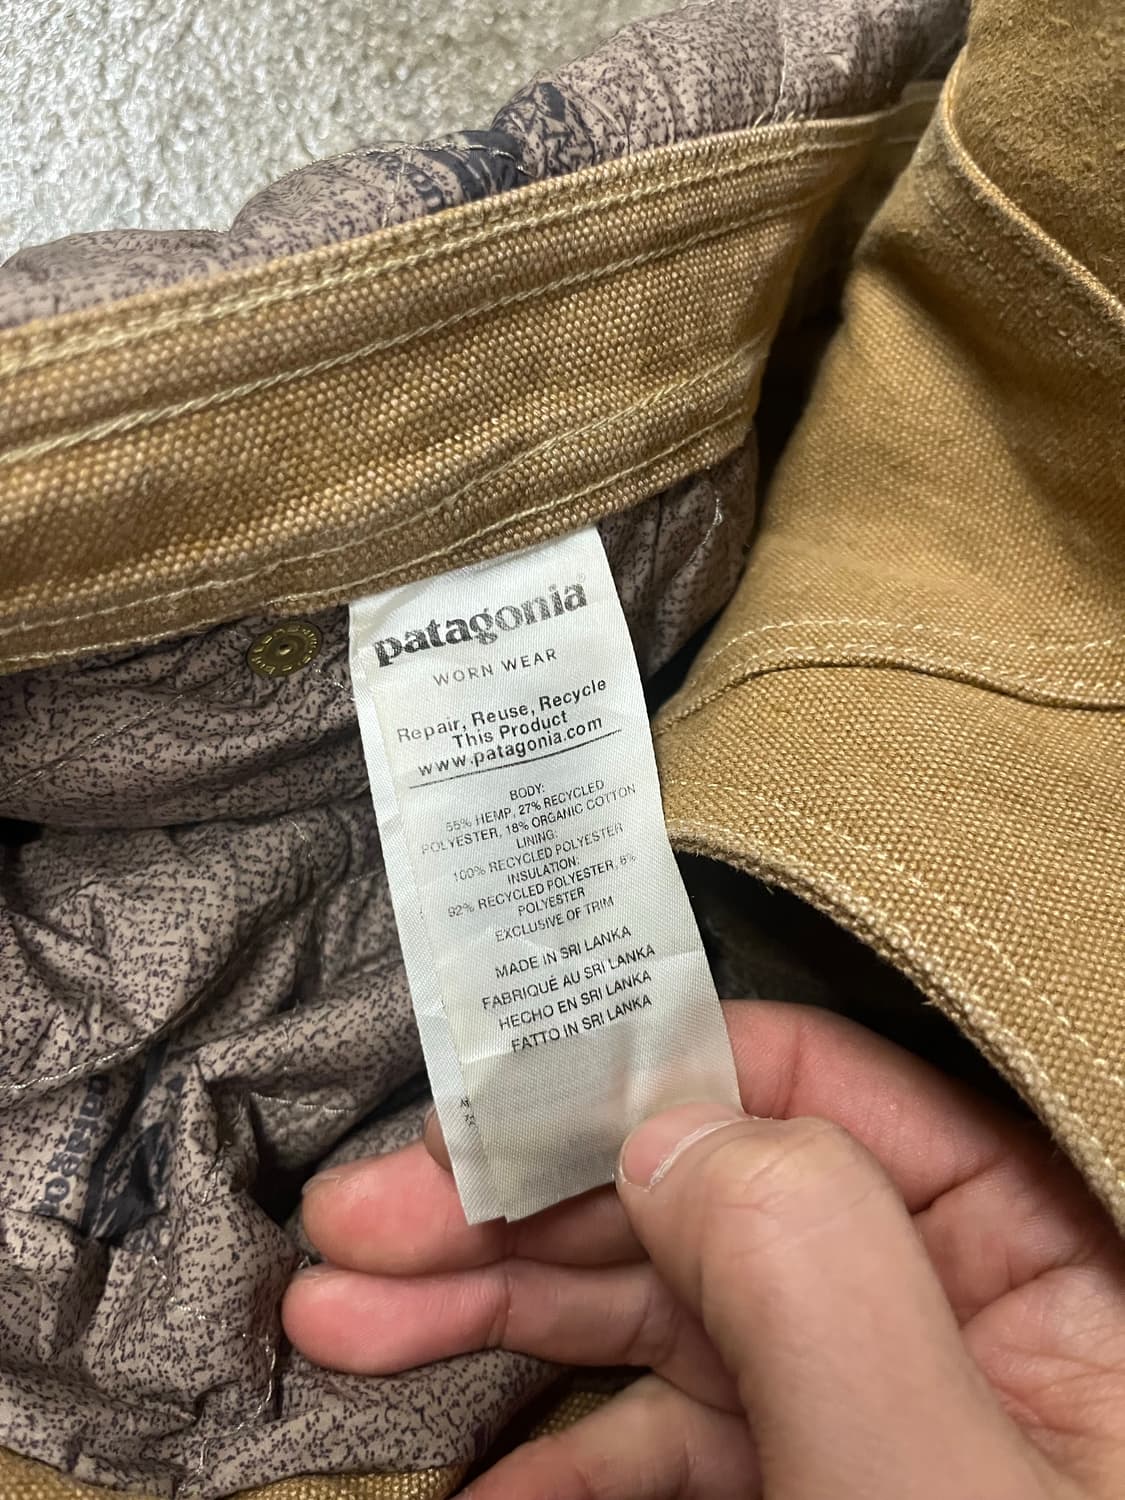 patagonia®
WORN WEAR
Repair, Reuse, Recycle
This Product
www.patagonia.com
BODY:
55% HEMP, 27% RECYCLED
POLYESTER, 18% ORGANIC COTTON
LINING:
100% RECYCLED POLYESTER
INSULATION:
92% RECYCLED POLYESTER, 8%
POLYESTER
EXCLUSIVE OF TRIM
MADE IN SRI LANKA
FABRIQUÉ AU SRI LANKA
HECHO EN SRI LANKA
FATTO IN SRI LANKA